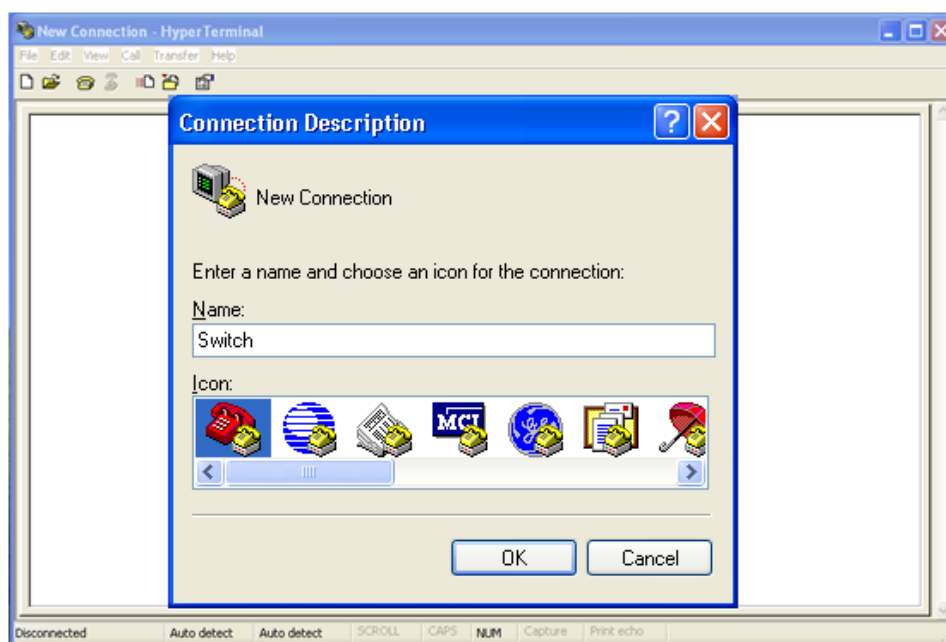 New Connection - HyperTerminal
File Edit View Call Transfer Help
Connection Description
New Connection
Enter a name and choose an icon for the connection:
Name:
Switch
Icon:
MCI
OK Cancel
Disconnected Auto detect Auto detect SCROLL CAPS NUM Capture Print echo